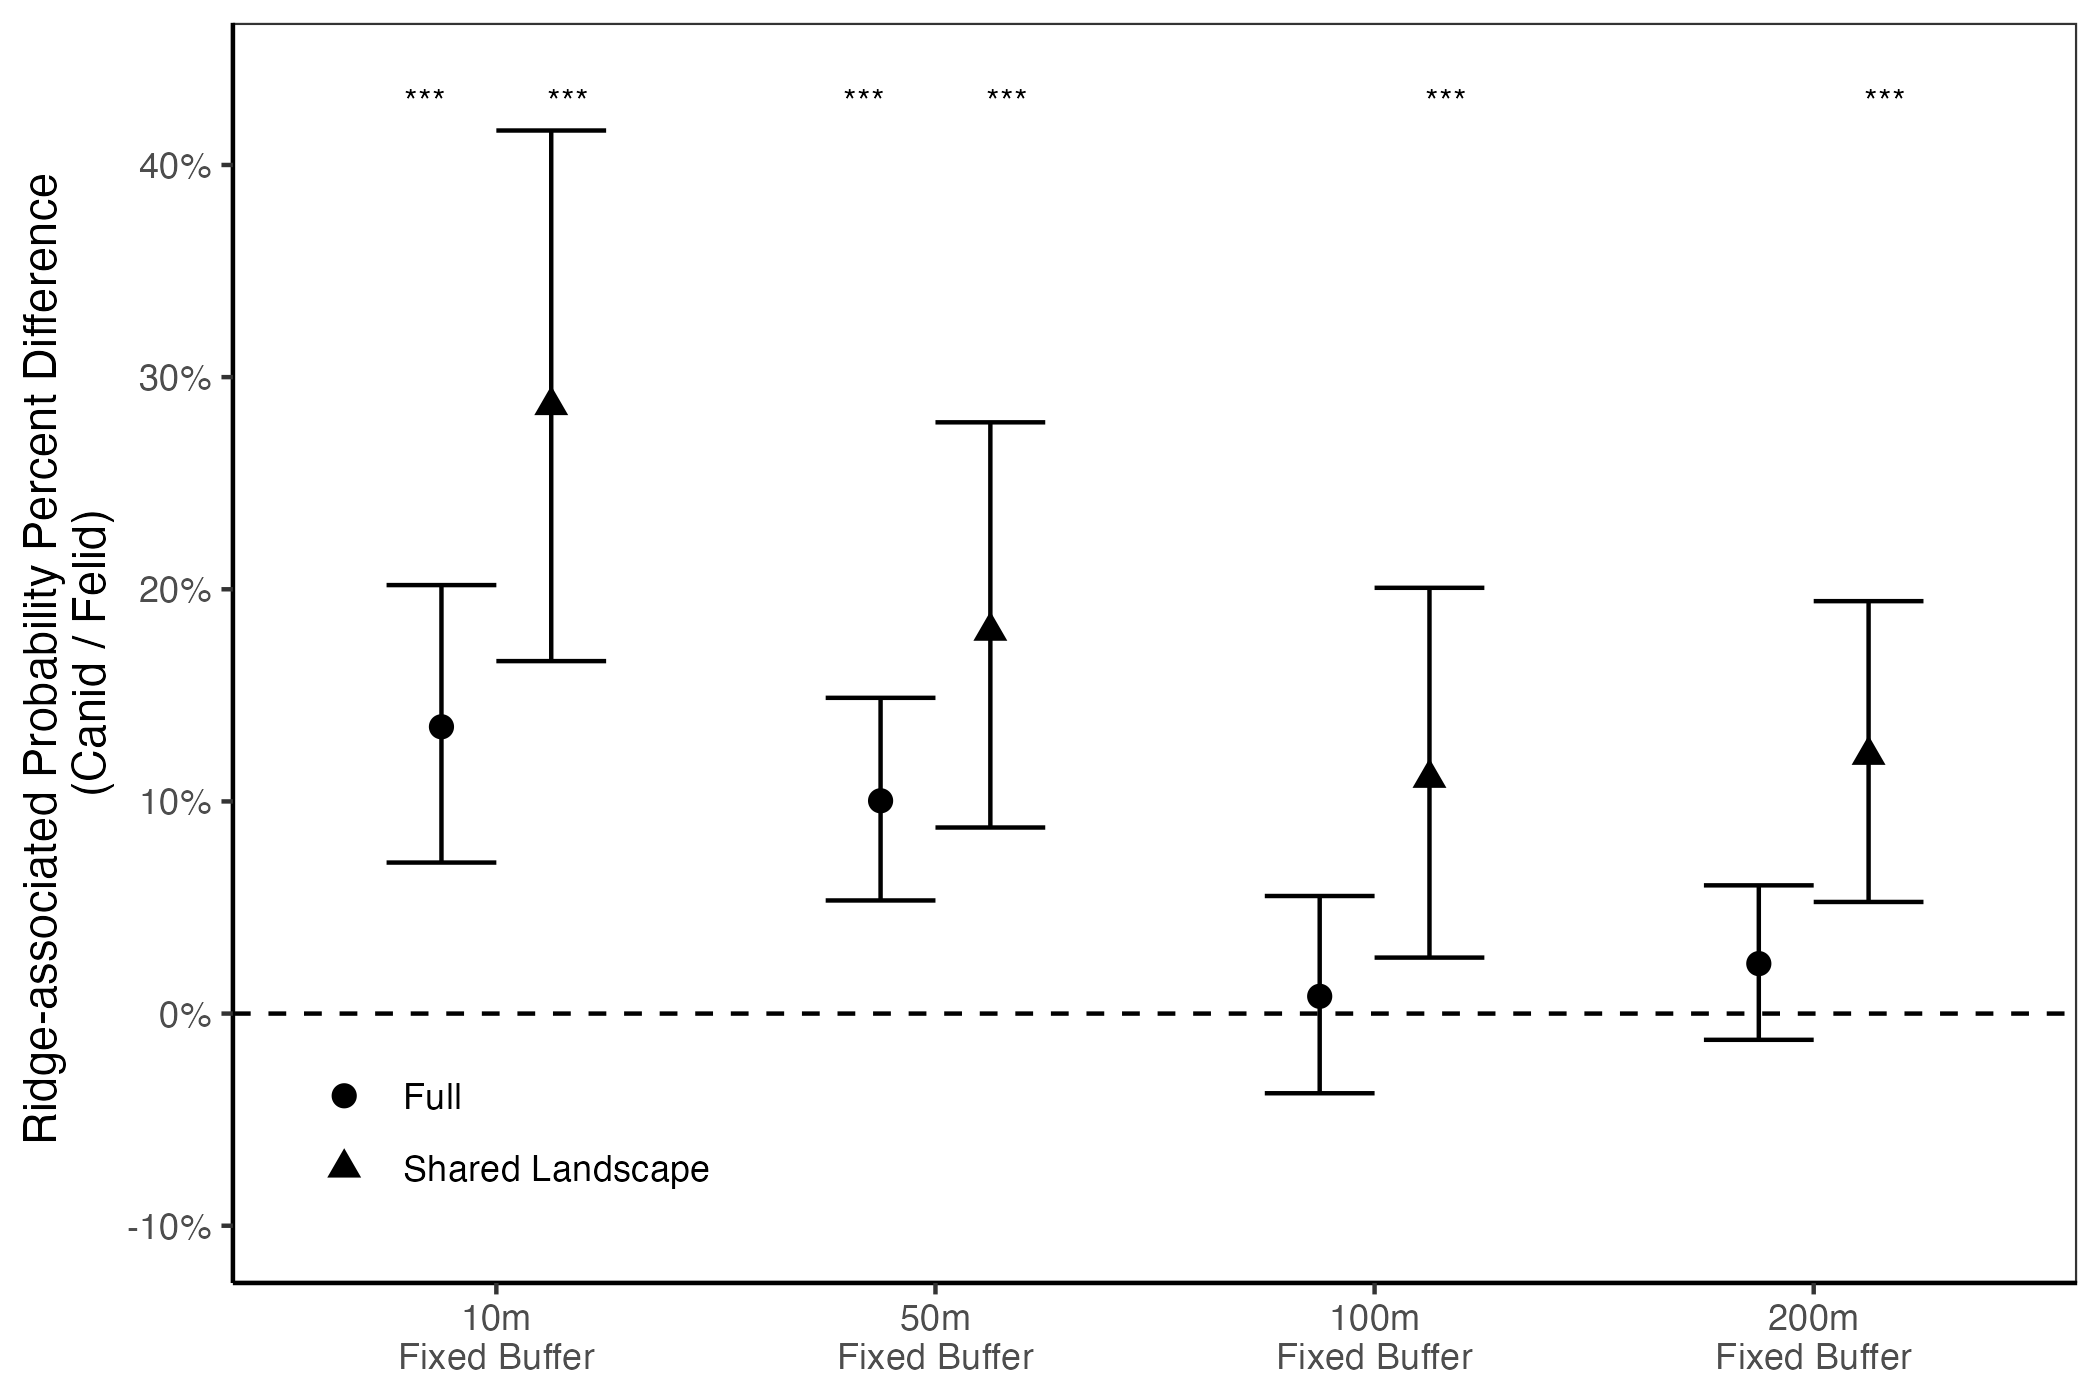 Ridge-associated Probability Percent Difference
(Canid / Felid)
*** *** *** *** *** ***
40%
30%
20%
10%
0%
-10%
Full
Shared Landscape
10m
Fixed Buffer
50m
Fixed Buffer
100m
Fixed Buffer
200m
Fixed Buffer